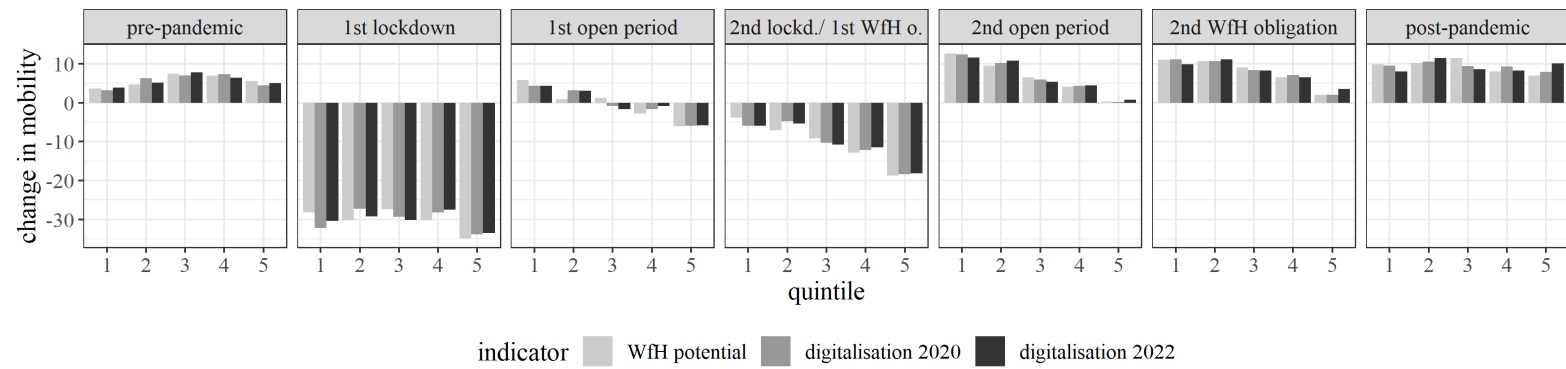 pre-pandemic 1st lockdown 1st open period 2nd lockd./ 1st WfH o. 2nd open period 2nd WfH obligation post-pandemic
change in mobility
10
0
-10
-20
-30
1 2 3 4 5 1 2 3 4 5 1 2 3 4 5 1 2 3 4 5 1 2 3 4 5 1 2 3 4 5 1 2 3 4 5
quintile
indicator WfH potential digitalisation 2020 digitalisation 2022